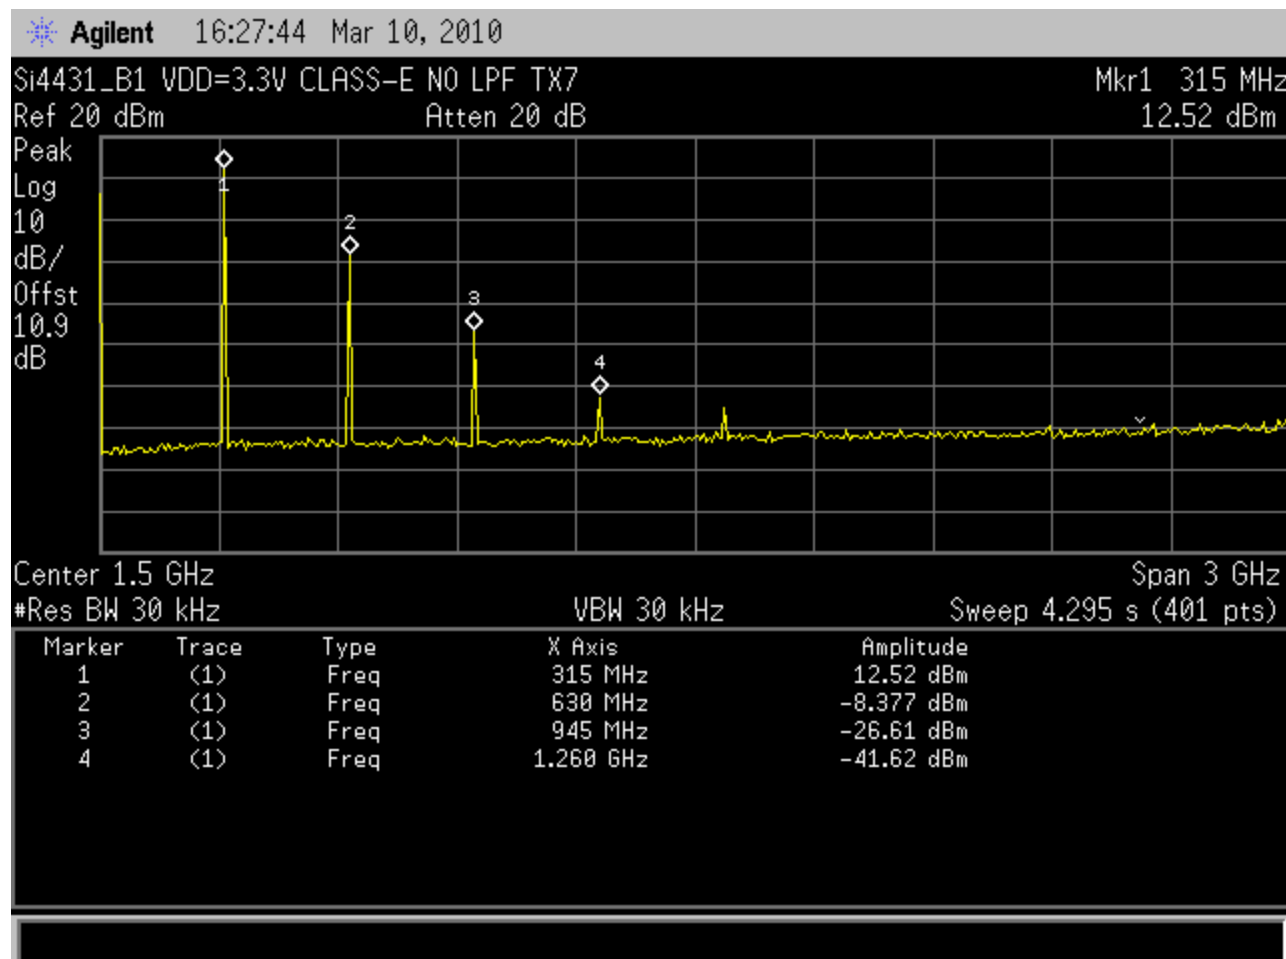 Agilent 16:27:44 Mar 10, 2010
Si4431_B1 VDD=3.3V CLASS-E NO LPF TX7 Mkr1 315 MHz
Ref 20 dBm Atten 20 dB 12.52 dBm
Peak
Log
10
dB/
Offst
10.9
dB
1
2
3
4
Center 1.5 GHz Span 3 GHz
#Res BW 30 kHz VBW 30 kHz Sweep 4.295 s (401 pts)
Marker Trace Type X Axis Amplitude
1 (1) Freq 315 MHz 12.52 dBm
2 (1) Freq 630 MHz -8.377 dBm
3 (1) Freq 945 MHz -26.61 dBm
4 (1) Freq 1.260 GHz -41.62 dBm